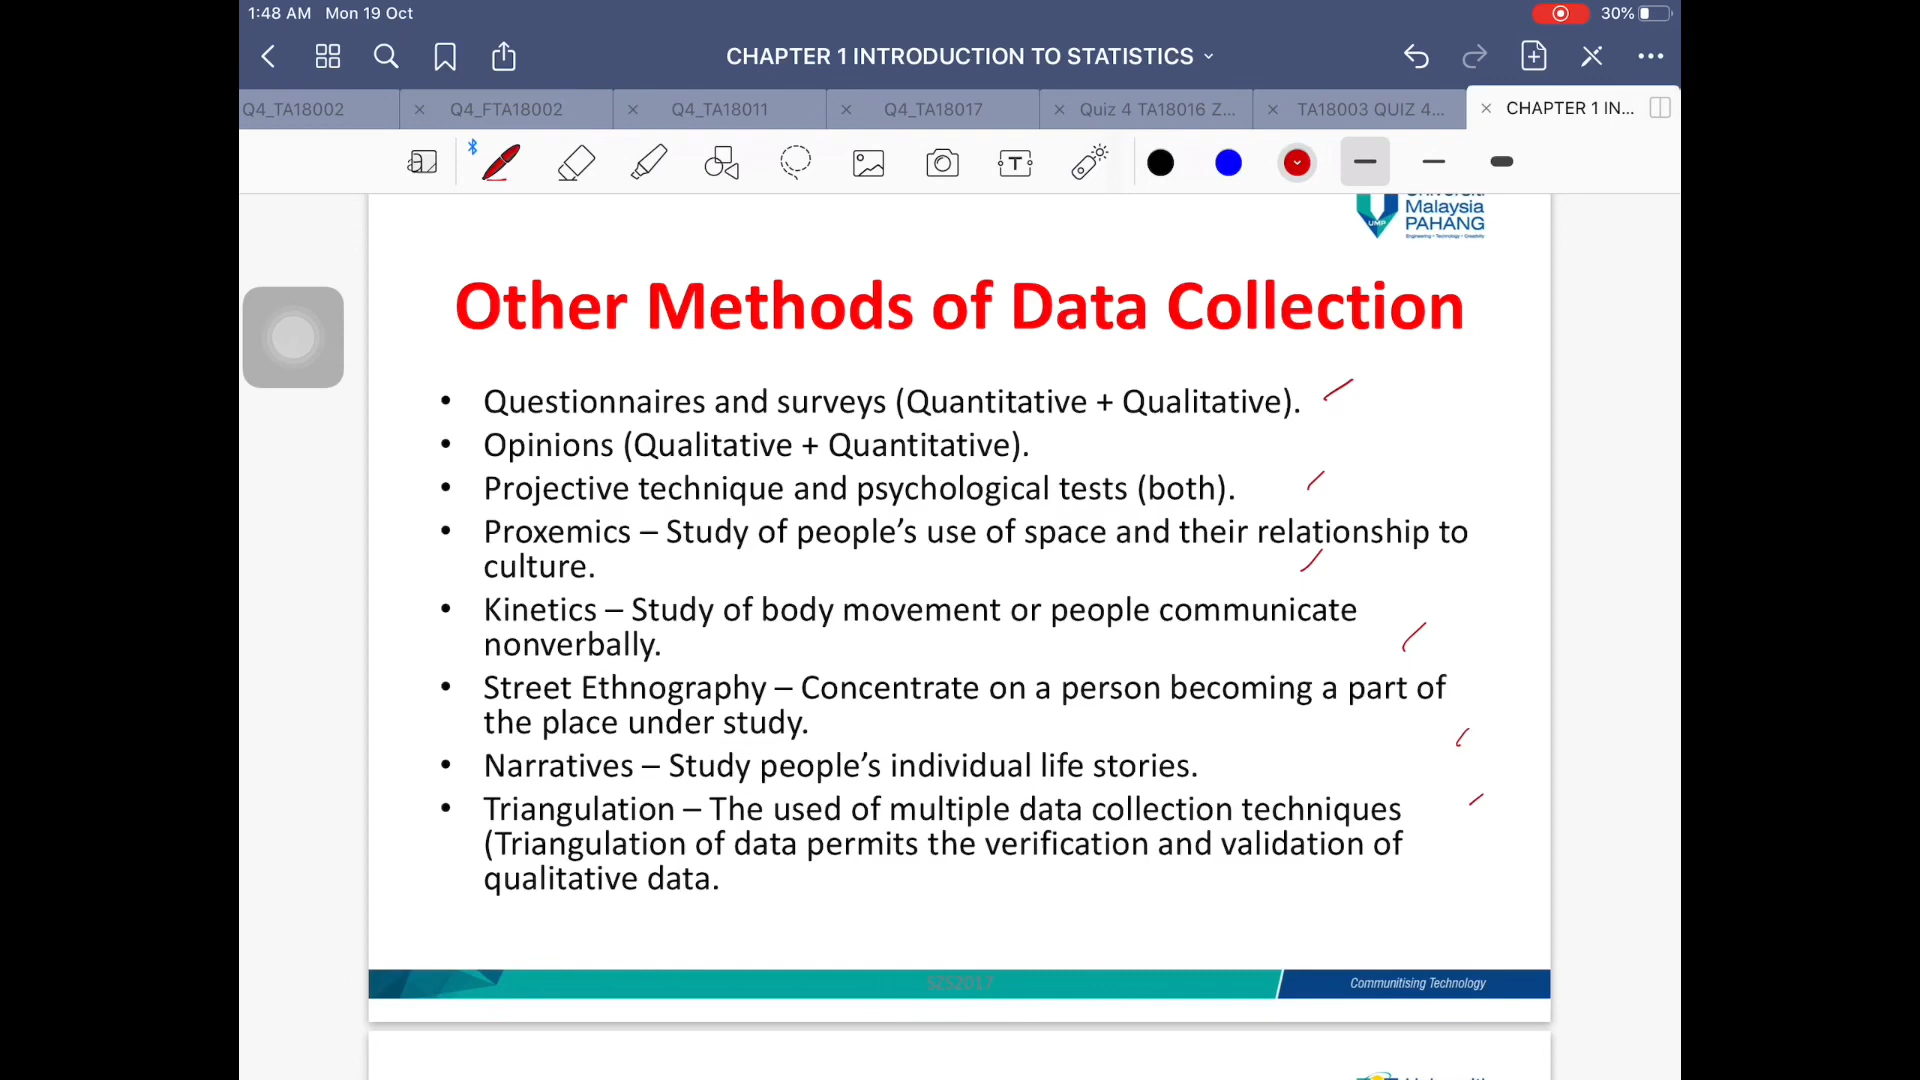 1:48 AM Mon 19 Oct
30%
CHAPTER 1 INTRODUCTION TO STATISTICS
Q4_TA18002
Q4_FTA18002
Q4_TA18011
Q4_TA18017
Quiz 4 TA18016 Z...
TA18003 QUIZ 4...
CHAPTER 1 IN...
Malaysia
PAHANG
Engineering • Technology • Creativity
UMP
Other Methods of Data Collection
• Questionnaires and surveys (Quantitative + Qualitative).
• Opinions (Qualitative + Quantitative).
• Projective technique and psychological tests (both).
• Proxemics – Study of people’s use of space and their relationship to
culture.
• Kinetics – Study of body movement or people communicate
nonverbally.
• Street Ethnography – Concentrate on a person becoming a part of
the place under study.
• Narratives – Study people’s individual life stories.
• Triangulation – The used of multiple data collection techniques
(Triangulation of data permits the verification and validation of
qualitative data.
SZS2017
Communitising Technology